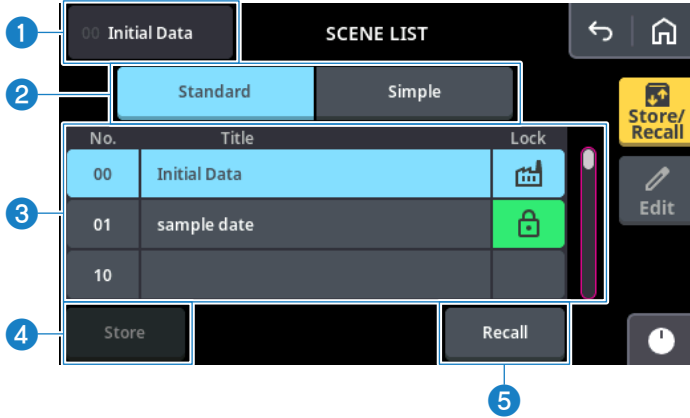 1
00 Initial Data
SCENE LIST
2
Standard
Simple
Store/
Recall
No.
Title
Lock
00
Initial Data
3
01
sample date
Edit
10
4
Store
Recall
5